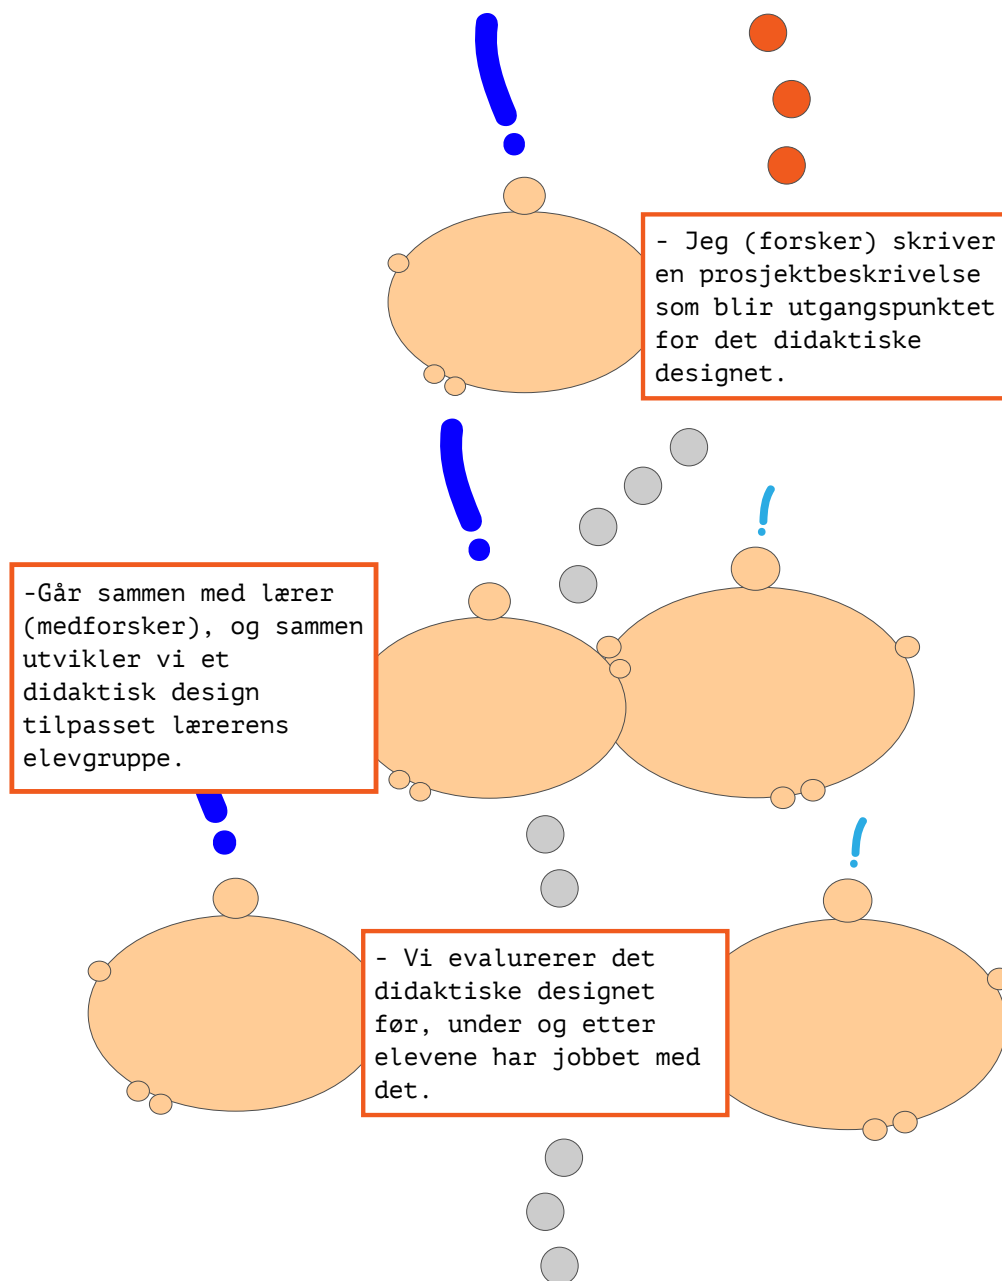 - Jeg (forsker) skriver
en prosjektbeskrivelse
som blir utgangspunktet
for det didaktiske
designet.
-Går sammen med lærer
(medforsker), og sammen
utvikler vi et
didaktisk design
tilpasset lærerens
elevgruppe.
- Vi evalurerer det
didaktiske designet
før, under og etter
elevene har jobbet med
det.